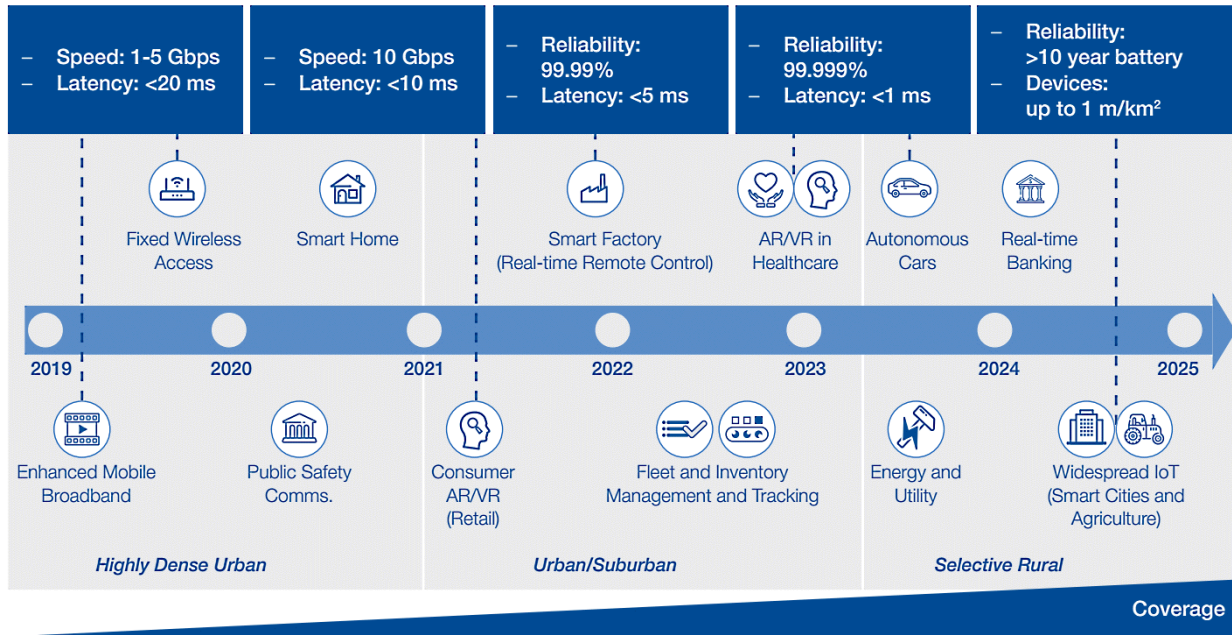 – Speed: 1-5 Gbps
– Latency: <20 ms
– Speed: 10 Gbps
– Latency: <10 ms
– Reliability:
99.99%
– Latency: <5 ms
– Reliability:
99.999%
– Latency: <1 ms
– Reliability:
>10 year battery
– Devices:
up to 1 m/km²
Fixed Wireless
Access
Smart Home
Smart Factory
(Real-time Remote Control)
AR/VR in
Healthcare
Autonomous
Cars
Real-time
Banking
2019
2020
2021
2022
2023
2024
2025
Enhanced Mobile
Broadband
Public Safety
Comms.
Consumer
AR/VR
(Retail)
Fleet and Inventory
Management and Tracking
Energy and
Utility
Widespread IoT
(Smart Cities and
Agriculture)
Highly Dense Urban
Urban/Suburban
Selective Rural
Coverage